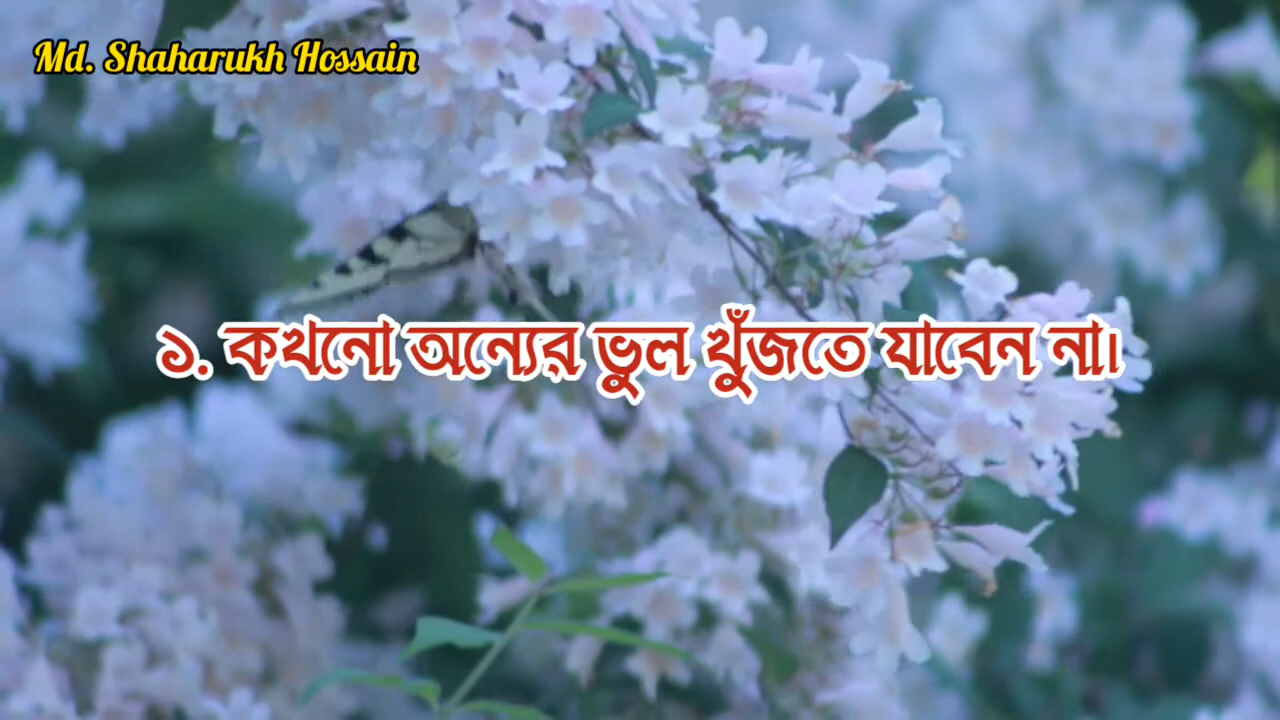 Md. Shaharukh Hossain
১. কখনো অন্যের ভুল খুঁজতে যাবেন না।